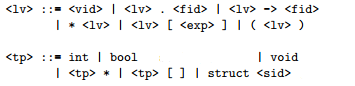 <lv> ::= <vid> | <lv> . <fid> | <lv> -> <fid>
| * <lv> | <lv> [ <exp> ] | ( <lv> )
<tp> ::= int | bool | void
| <tp> * | <tp> [ ] | struct <sid>